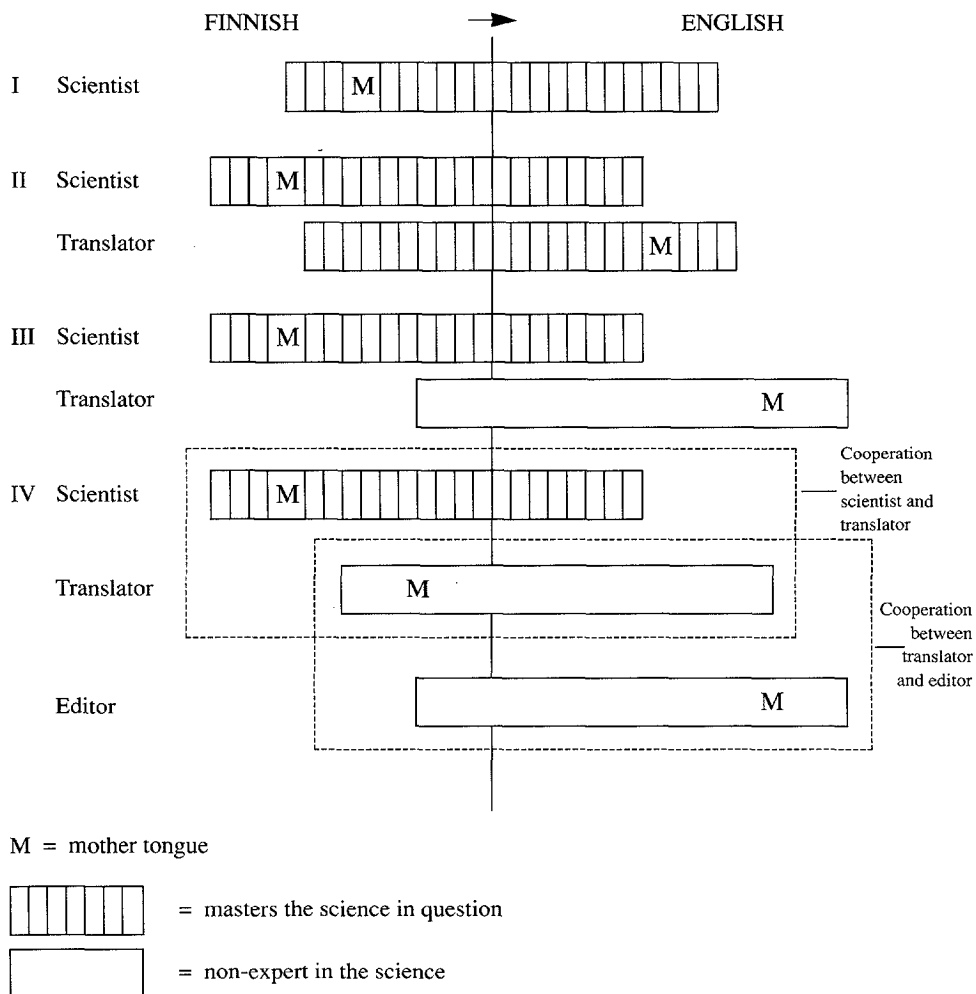 FINNISH → ENGLISH
I Scientist M
II Scientist M
Translator M
III Scientist M
Translator M
Cooperation
between
scientist and
translator
IV Scientist M
Translator M
Cooperation
between
translator
and editor
Editor M
M = mother tongue
= masters the science in question
= non-expert in the science